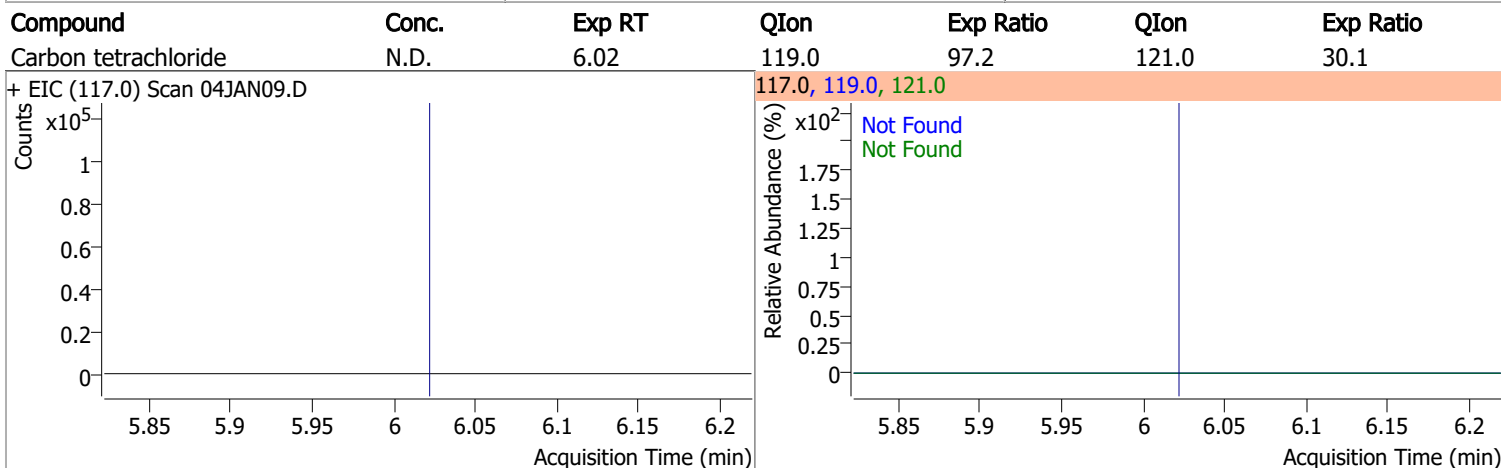 Compound Conc. Exp RT QIon Exp Ratio QIon Exp Ratio
Carbon tetrachloride N.D. 6.02 119.0 97.2 121.0 30.1
+ EIC (117.0) Scan 04JAN09.D
Counts
x10^5
1
0.8
0.6
0.4
0.2
0
5.85 5.9 5.95 6 6.05 6.1 6.15 6.2
Acquisition Time (min)
117.0, 119.0, 121.0
Relative Abundance (%)
x10^2
Not Found
Not Found
1.75
1.5
1.25
1
0.75
0.5
0.25
0
5.85 5.9 5.95 6 6.05 6.1 6.15 6.2
Acquisition Time (min)